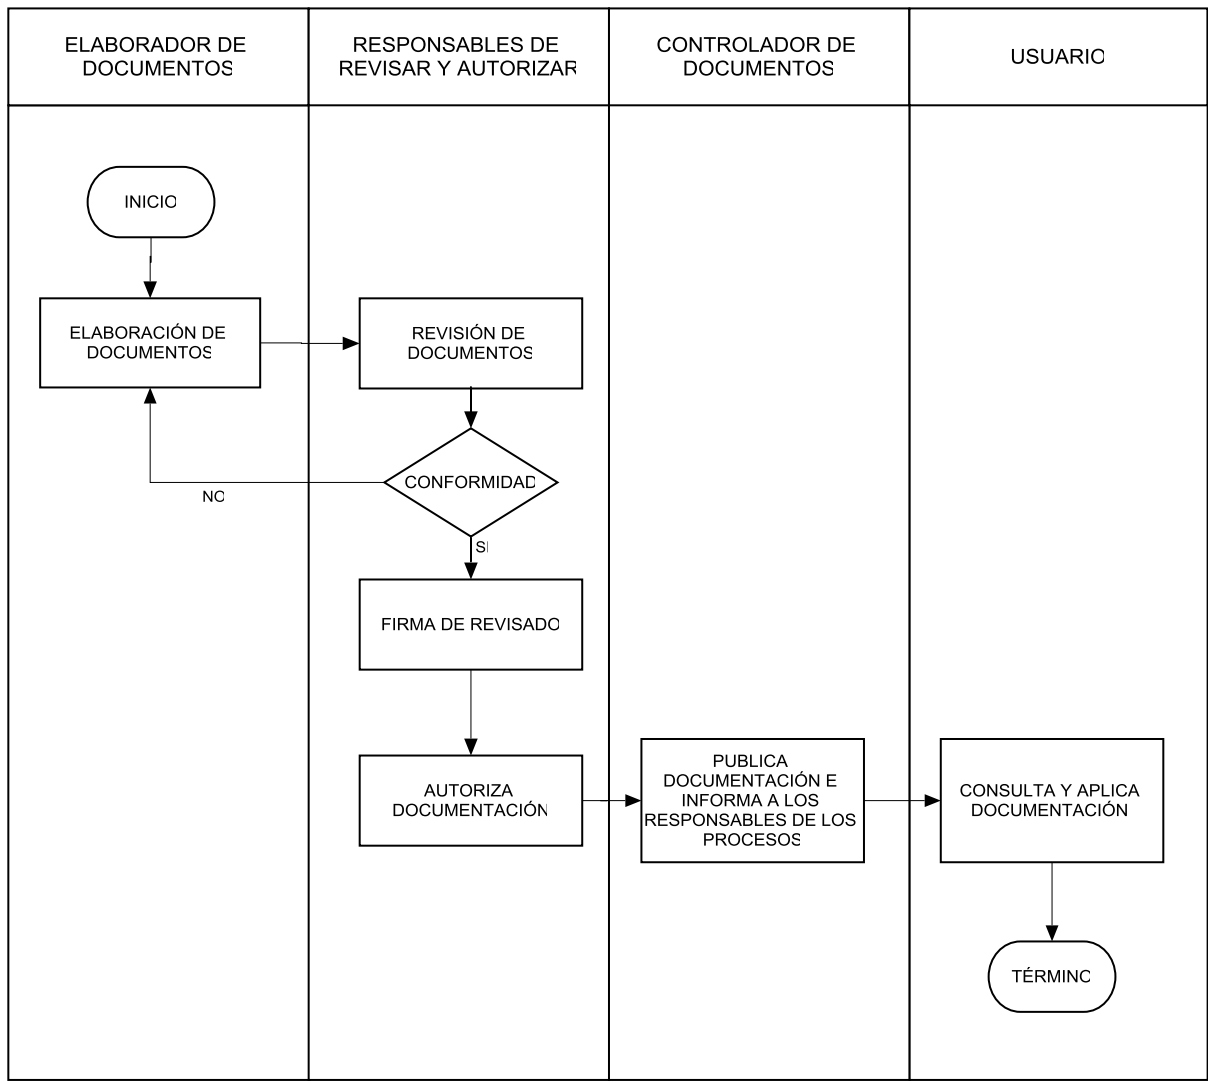 ELABORADOR DE
DOCUMENTOS
RESPONSABLES DE
REVISAR Y AUTORIZAR
CONTROLADOR DE
DOCUMENTOS
USUARIO
INICIO
ELABORACIÓN DE
DOCUMENTOS
REVISIÓN DE
DOCUMENTOS
CONFORMIDAD
NO
SI
FIRMA DE REVISADO
AUTORIZA
DOCUMENTACIÓN
PUBLICA
DOCUMENTACIÓN E
INFORMA A LOS
RESPONSABLES DE LOS
PROCESOS
CONSULTA Y APLICA
DOCUMENTACIÓN
TÉRMINO